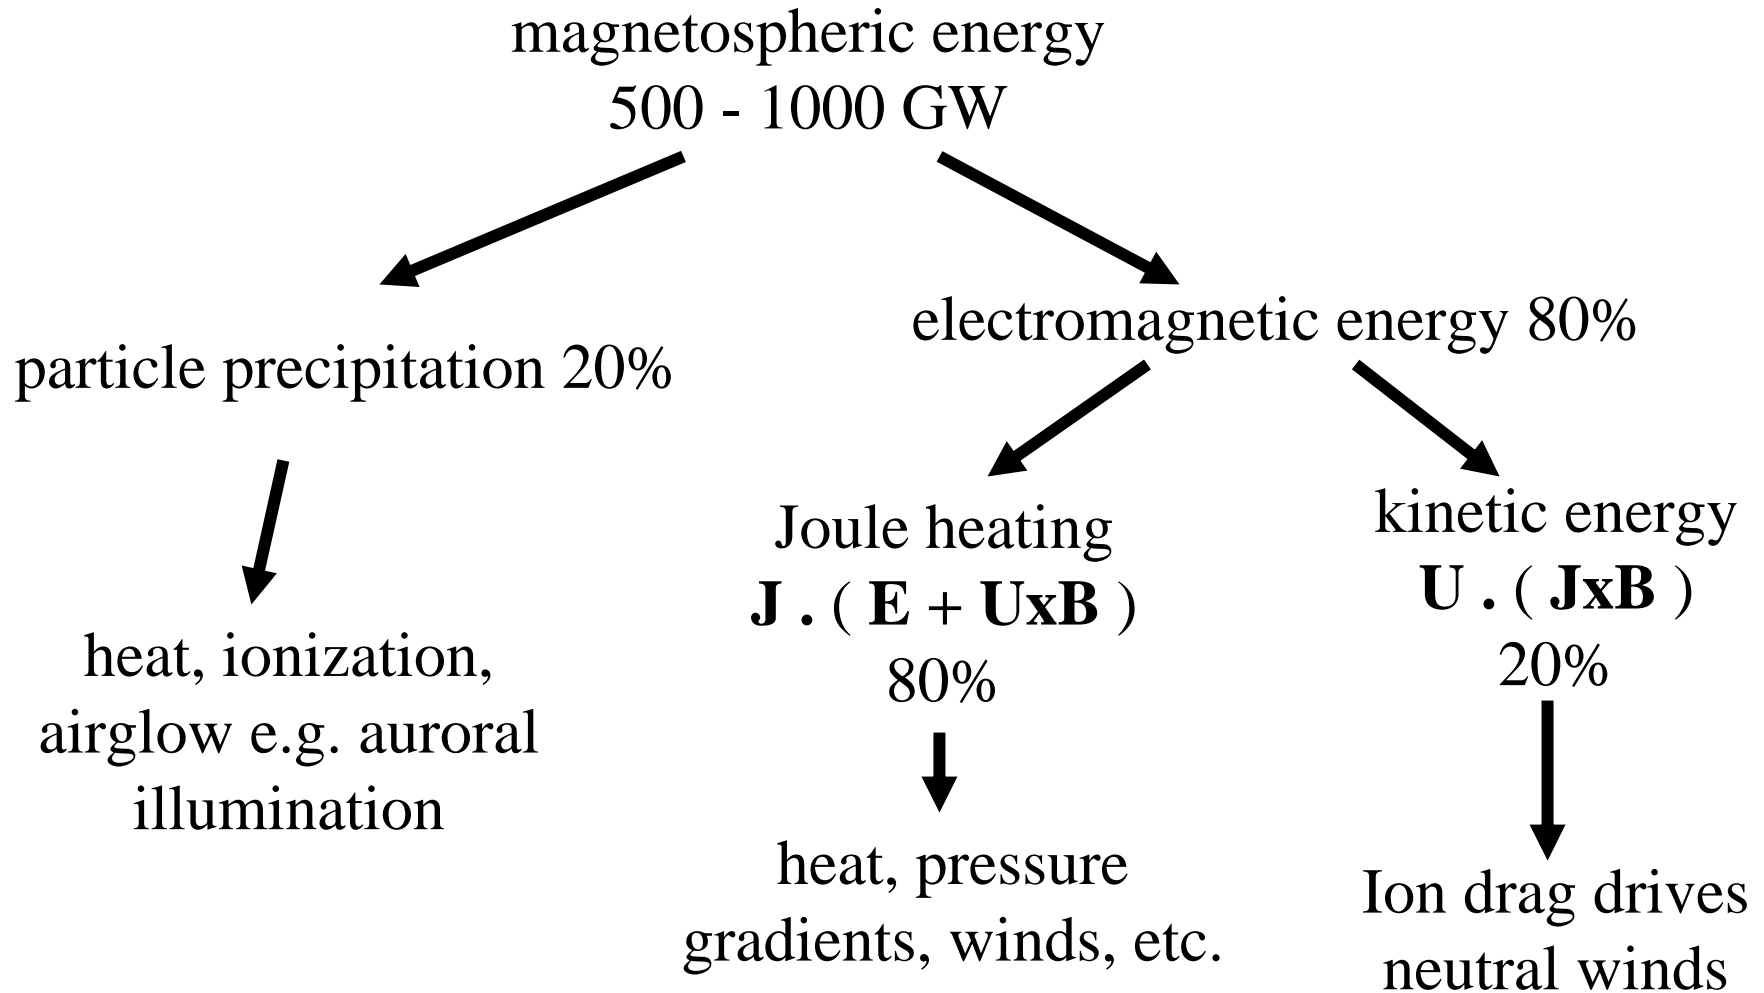 magnetospheric energy
500 - 1000 GW
particle precipitation 20%
electromagnetic energy 80%
heat, ionization,
airglow e.g. auroral
illumination
Joule heating
J . ( E + UxB )
80%
heat, pressure
gradients, winds, etc.
kinetic energy
U . ( JxB )
20%
Ion drag drives
neutral winds